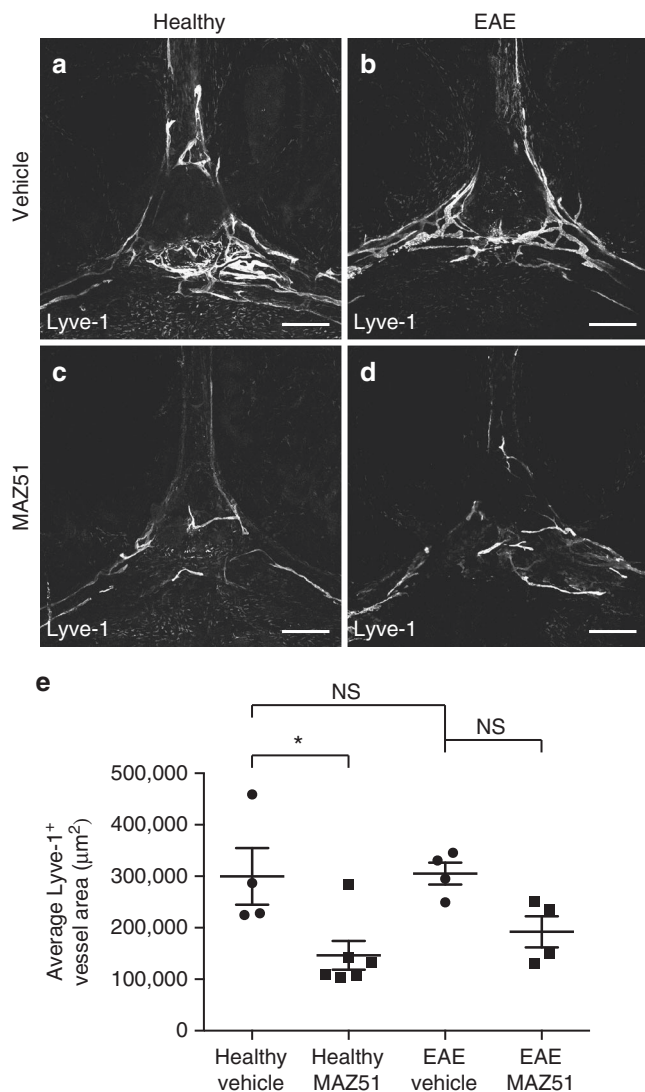 Healthy
EAE
Vehicle
a
b
Lyve-1
Lyve-1
MAZ51
c
d
Lyve-1
Lyve-1
e
NS
NS
*
Average Lyve-1⁺
vessel area (μm²)
500,000
400,000
300,000
200,000
100,000
0
Healthy
vehicle
Healthy
MAZ51
EAE
vehicle
EAE
MAZ51